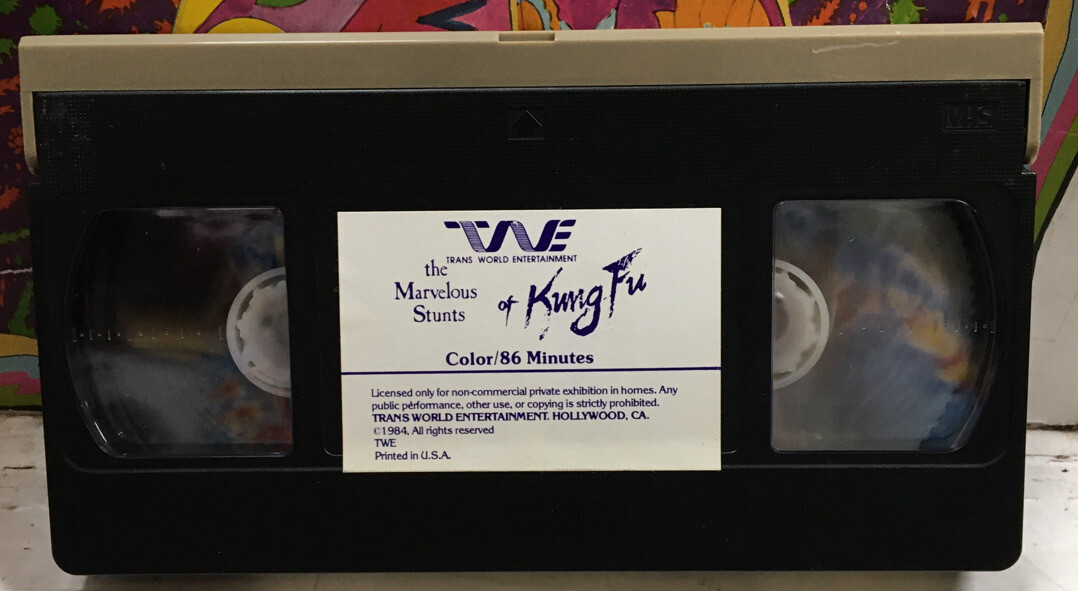 VHS
TWE
TRANS WORLD ENTERTAINMENT
the
Marvelous
Stunts
of Kung Fu
Color/86 Minutes
Licensed only for non-commercial private exhibition in homes. Any
public performance, other use, or copying is strictly prohibited.
TRANS WORLD ENTERTAINMENT. HOLLYWOOD, CA.
©1984, All rights reserved
TWE
Printed in U.S.A.